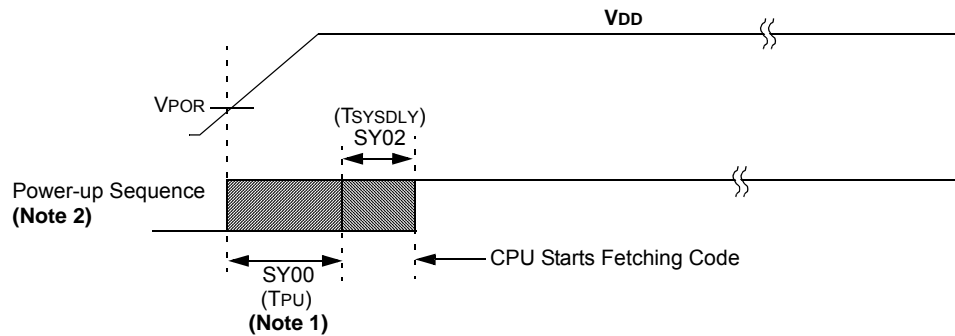 VDD
VPOR
(TSYSDLY)
SY02
Power-up Sequence
(Note 2)
CPU Starts Fetching Code
SY00
(TPU)
(Note 1)